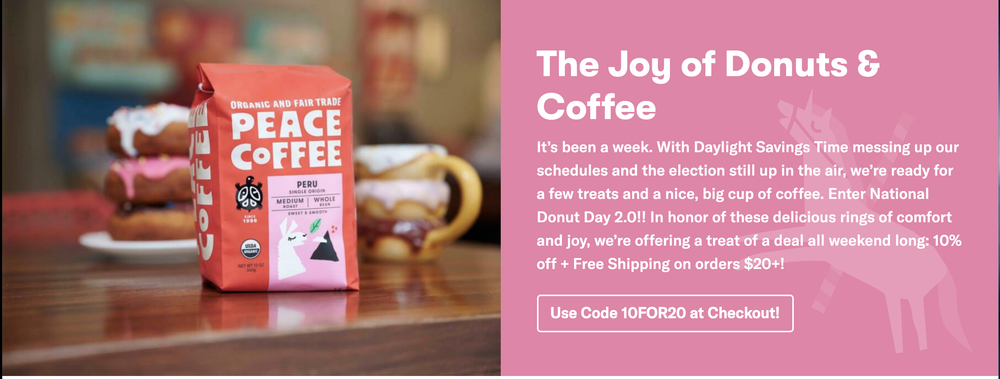 ORGANIC AND FAIR TRADE
PEACE
COFFEE
COFFEE
PERU
SINGLE ORIGIN
MEDIUM ROAST
WHOLE BEAN
SWEET & SMOOTH
SINCE
1996
USDA
ORGANIC
NET WT 12 OZ
340g
The Joy of Donuts &
Coffee
It’s been a week. With Daylight Savings Time messing up our
schedules and the election still up in the air, we’re ready for
a few treats and a nice, big cup of coffee. Enter National
Donut Day 2.0!! In honor of these delicious rings of comfort
and joy, we’re offering a treat of a deal all weekend long: 10%
off + Free Shipping on orders $20+!
Use Code 10FOR20 at Checkout!